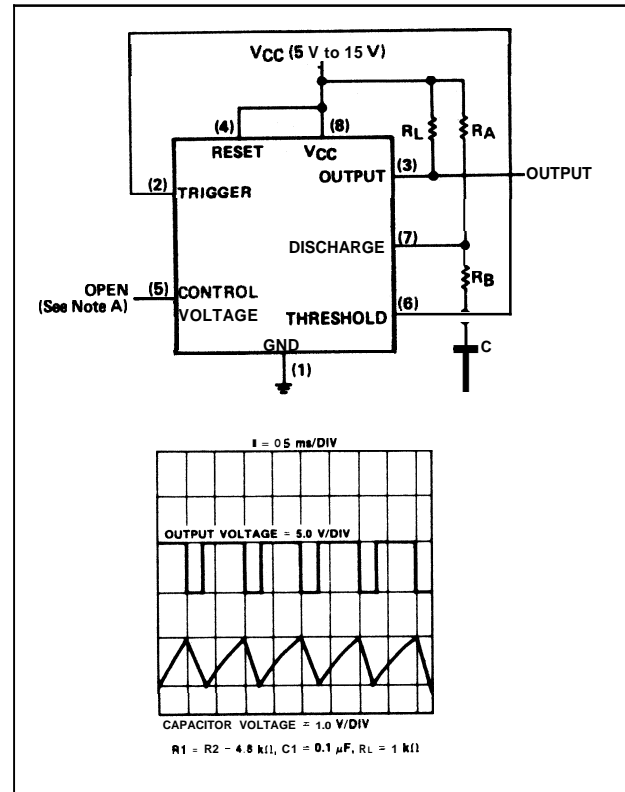 VCC (5 V to 15 V)
(4)
(8)
RESET
VCC
RL
RA
(3)
OUTPUT
OUTPUT
(2)
TRIGGER
(7)
DISCHARGE
RB
OPEN
(See Note A)
(5)
CONTROL
VOLTAGE
(6)
THRESHOLD
GND
C
(1)
ı = 05 ms/DIV
OUTPUT VOLTAGE = 5.0 V/DIV
CAPACITOR VOLTAGE = 1.0 V/DIV
R1 = R2 – 4.8 kΩ, C1 = 0.1 µF, RL = 1 kΩ